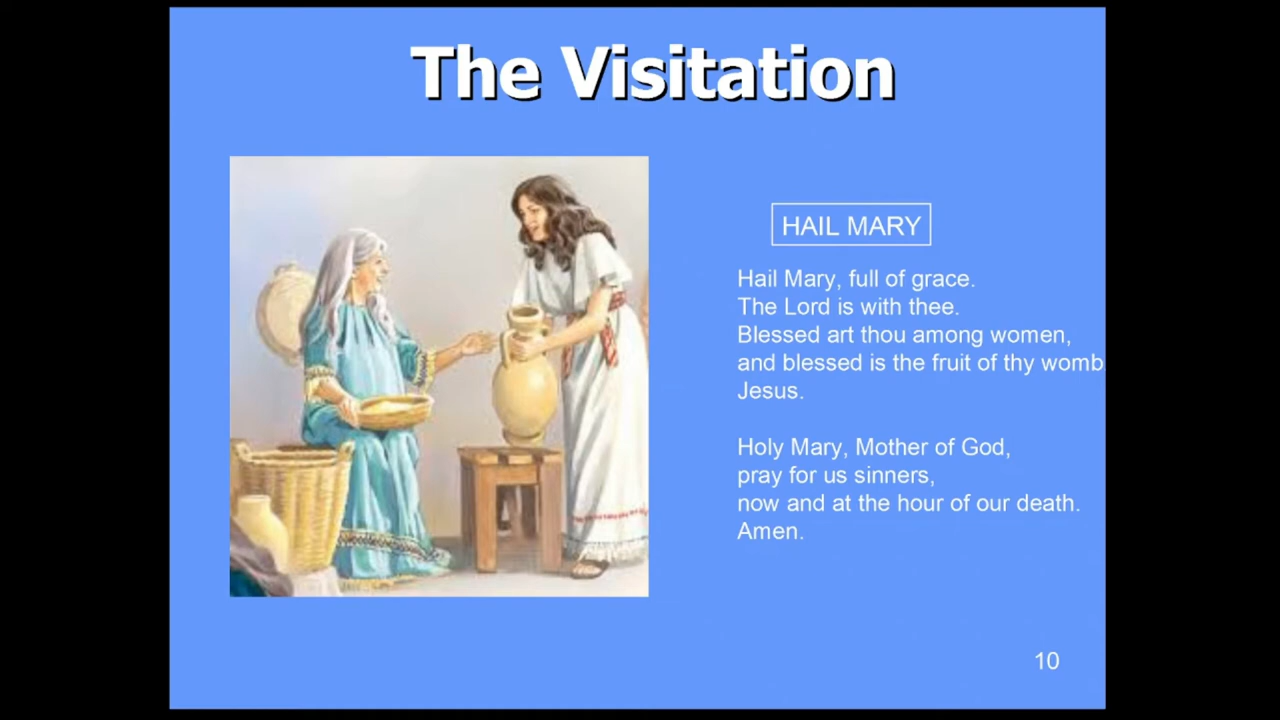 The Visitation
HAIL MARY
Hail Mary, full of grace.
The Lord is with thee.
Blessed art thou among women,
and blessed is the fruit of thy womb
Jesus.
Holy Mary, Mother of God,
pray for us sinners,
now and at the hour of our death.
Amen.
10